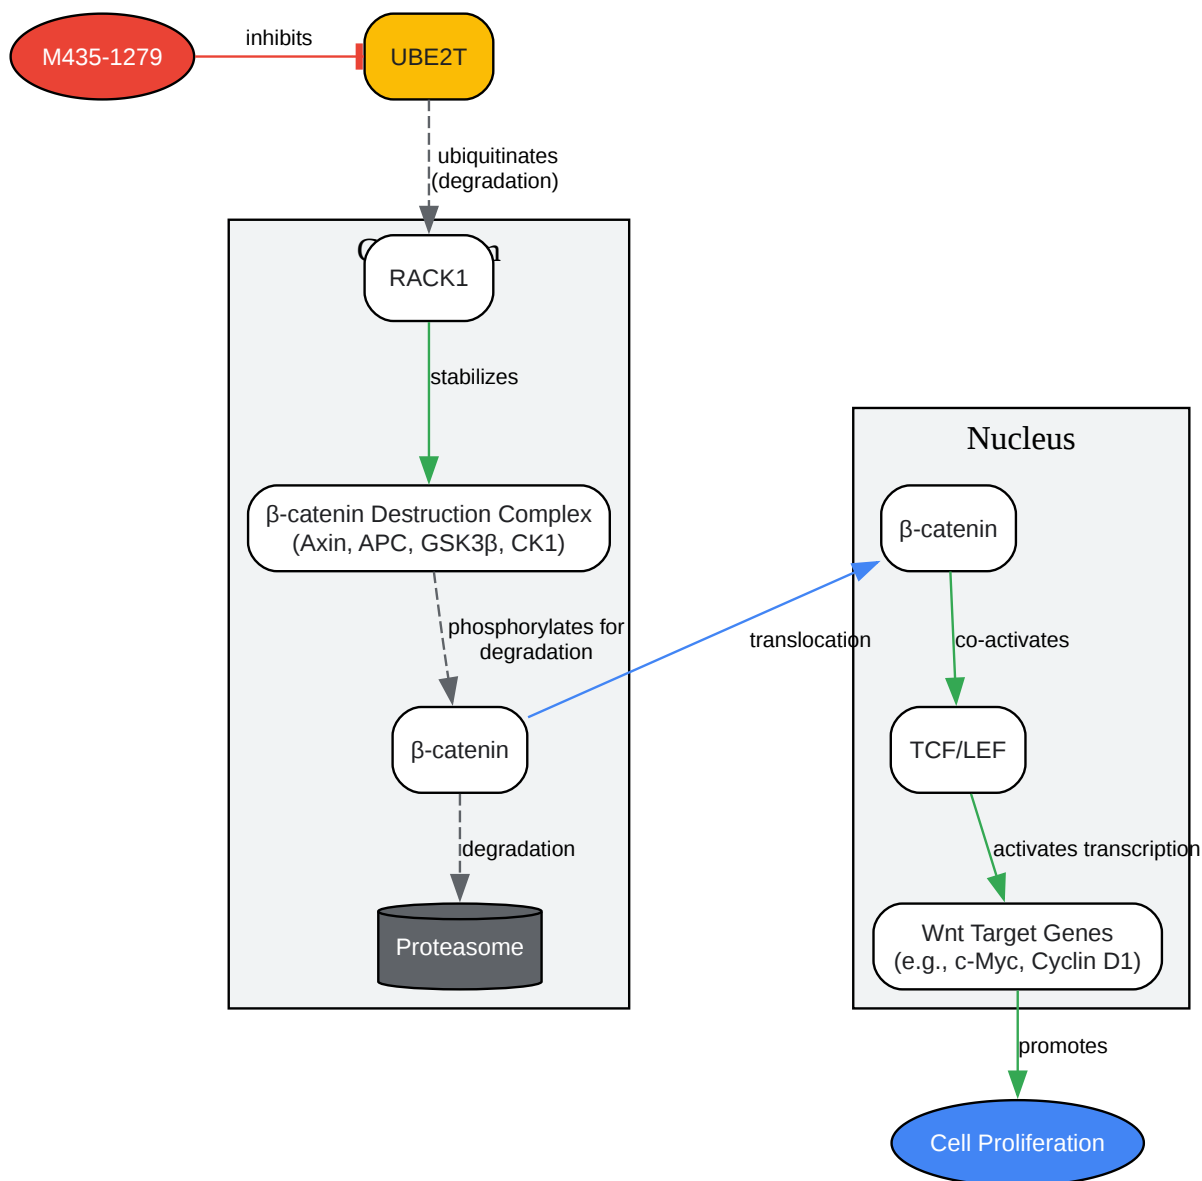 M435-1279
inhibits
UBE2T
ubiquitinates
(degradation)
RACK1
stabilizes
β-catenin Destruction Complex
(Axin, APC, GSK3β, CK1)
phosphorylates for
degradation
β-catenin
degradation
Proteasome
translocation
Nucleus
β-catenin
co-activates
TCF/LEF
activates transcription
Wnt Target Genes
(e.g., c-Myc, Cyclin D1)
promotes
Cell Proliferation